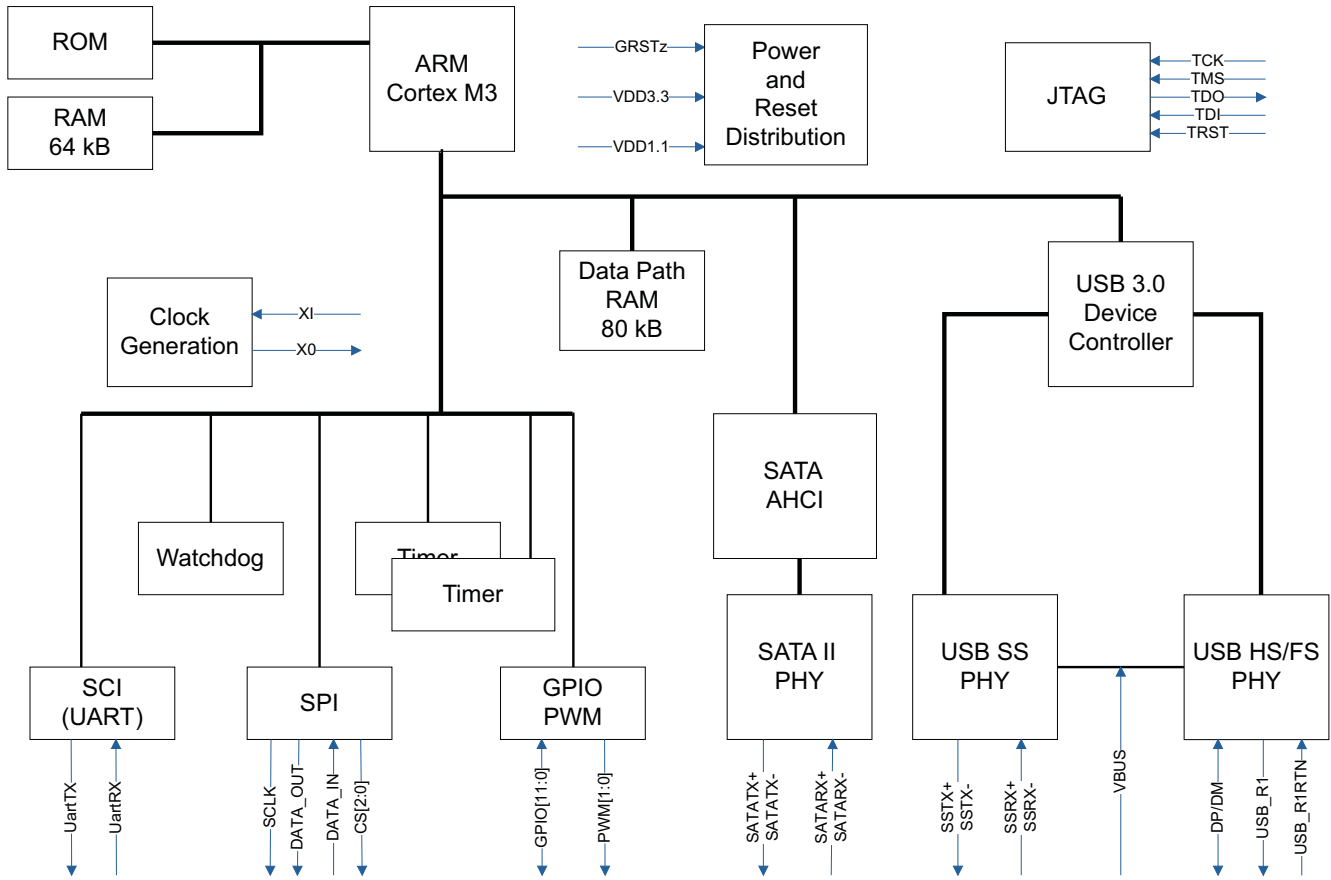 ROM
RAM
64 kB
ARM
Cortex M3
GRSTz
VDD3.3
VDD1.1
Power
and
Reset
Distribution
JTAG
TCK
TMS
TDO
TDI
TRST
Clock
Generation
XI
X0
Data Path
RAM
80 kB
USB 3.0
Device
Controller
SATA
AHCI
Watchdog
Timer
Timer
SCI
(UART)
SPI
GPIO
PWM
SATA II
PHY
USB SS
PHY
USB HS/FS
PHY
UartTX
UartRX
SCLK
DATA_OUT
DATA_IN
CS[2:0]
GPIO[11:0]
PWM[1:0]
SATATX+
SATATX-
SATARX+
SATARX-
SSTX+
SSTX-
SSRX+
SSRX-
VBUS
DP/DM
USB_R1
USB_R1RTN